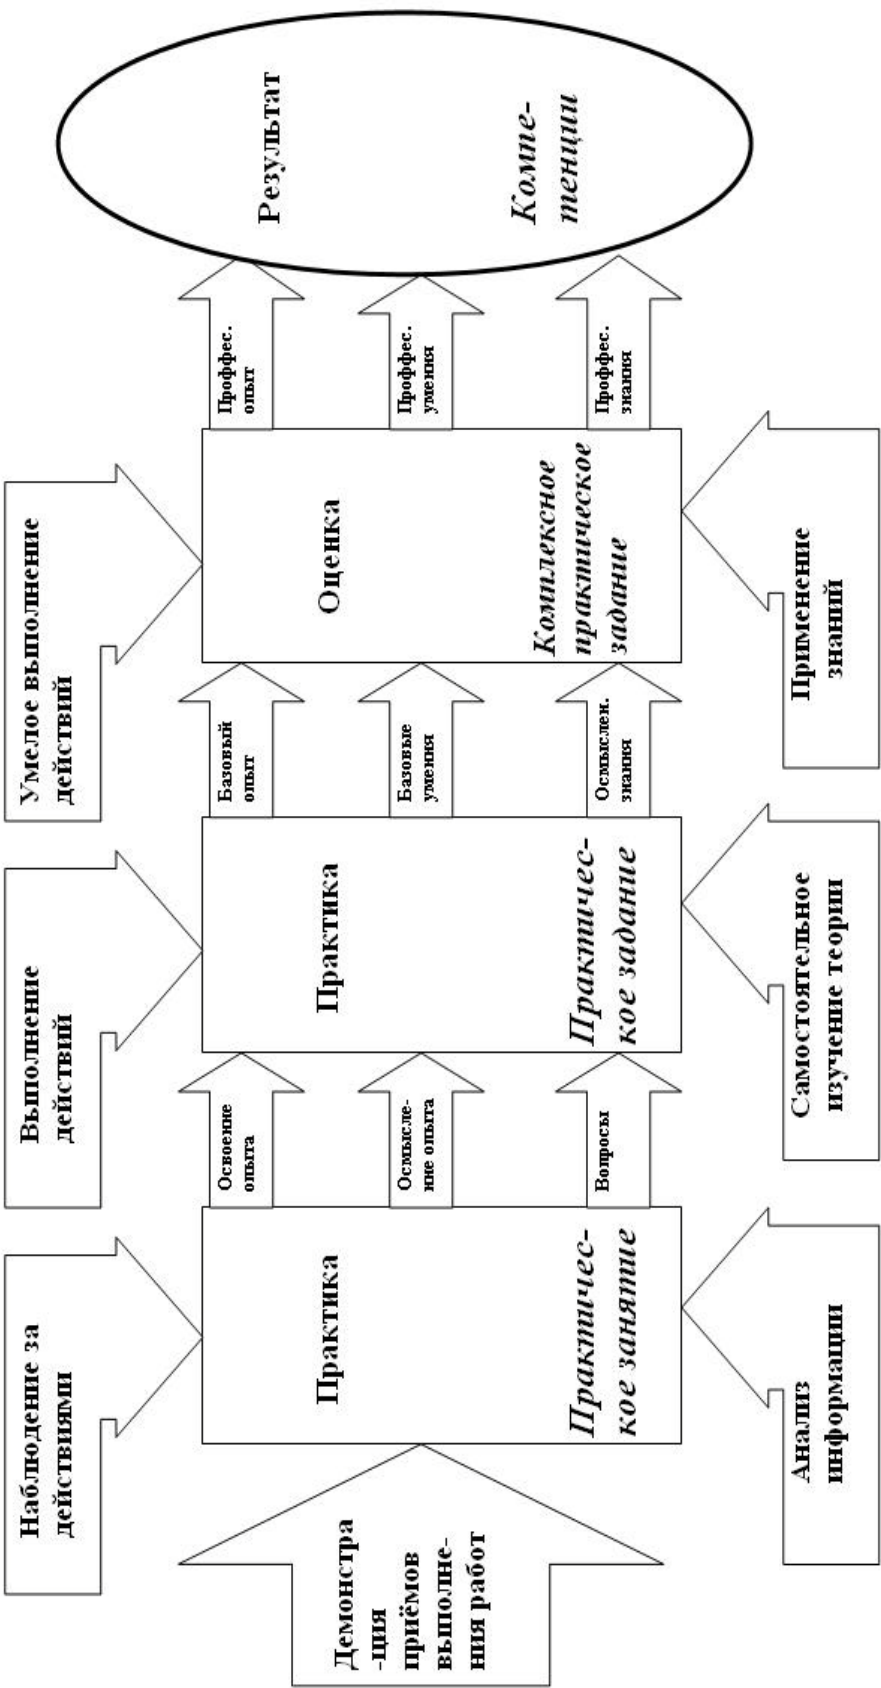 Наблюдение за
действиями
Выполнение
действий
Умелое выполнение
действий
Демонстра
-ция
приёмов
выполне-
ния работ
Практика
Практичес-
кое занятие
Освоение
опыта
Осмысле-
ние опыта
Вопросы
Практика
Практичес-
кое задание
Базовый
опыт
Базовые
умения
Осмыслен.
знания
Оценка
Комплексное
практическое
задание
Проффес.
опыт
Проффес.
умения
Проффес.
знания
Результат
Компе-
тенции
Анализ
информации
Самостоятельное
изучение теории
Применение
знаний